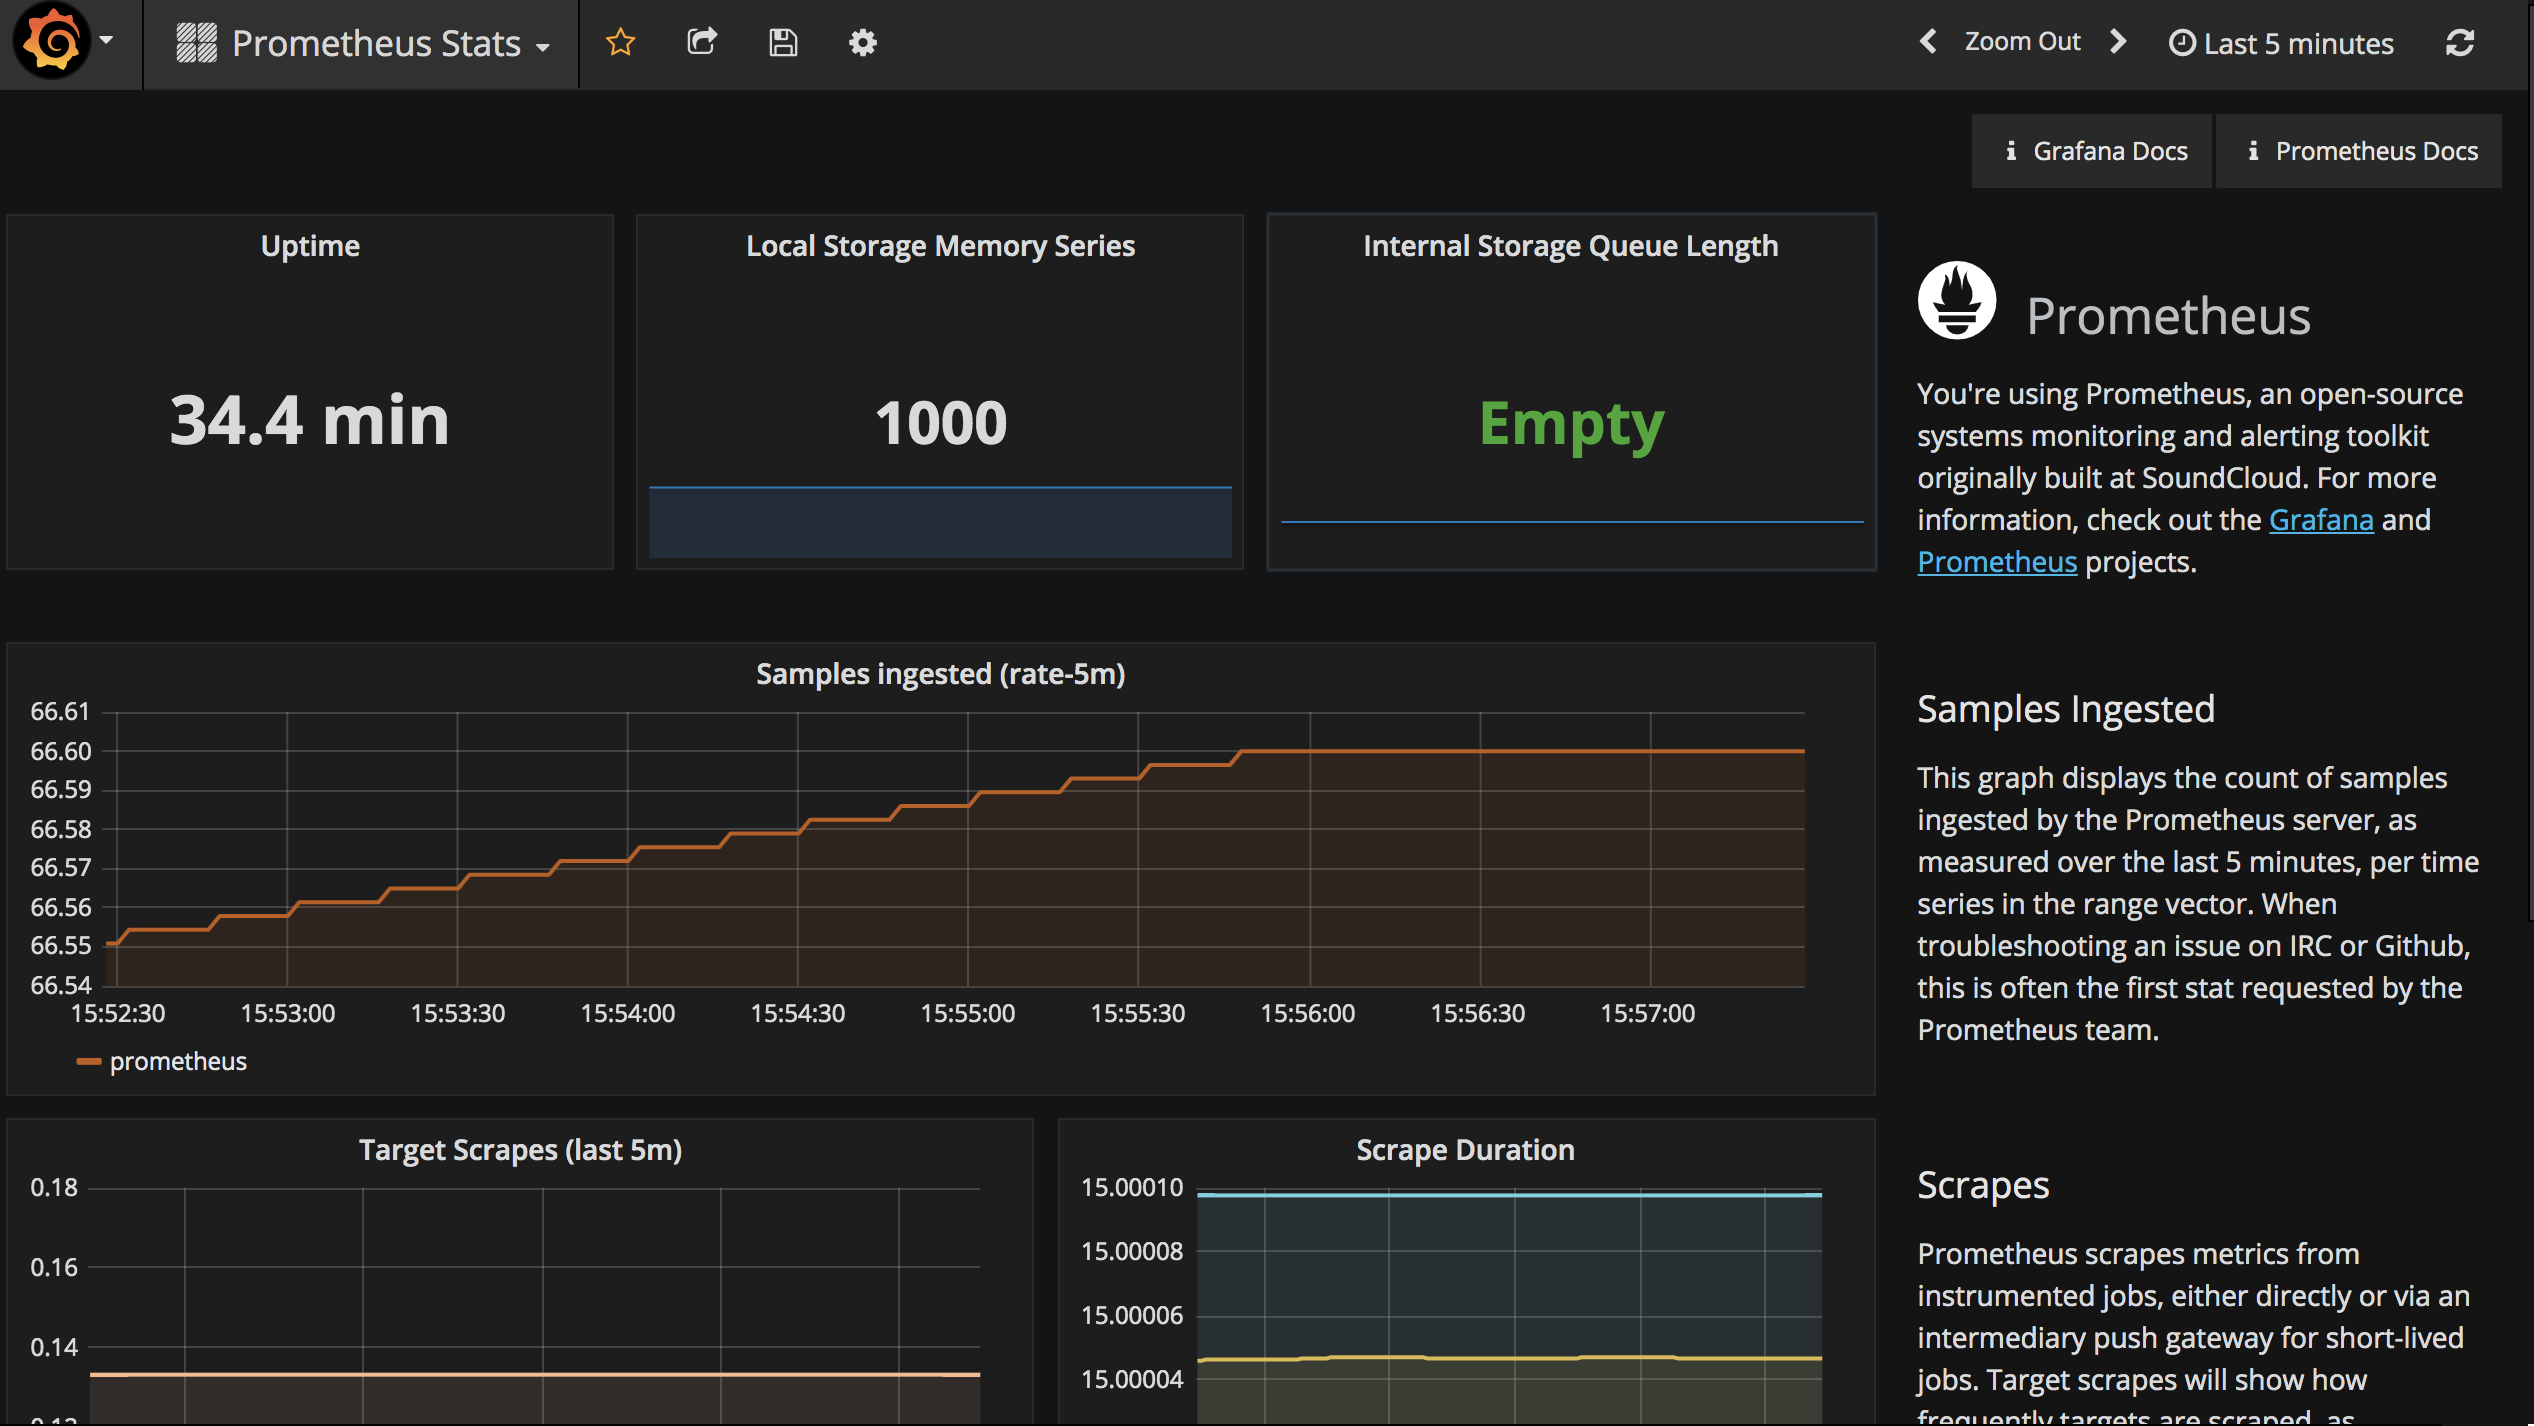 Prometheus Stats
Zoom Out
Last 5 minutes
Grafana Docs
Prometheus Docs
Uptime
34.4 min
Local Storage Memory Series
1000
Internal Storage Queue Length
Empty
Prometheus
You're using Prometheus, an open-source
systems monitoring and alerting toolkit
originally built at SoundCloud. For more
information, check out the Grafana and
Prometheus projects.
Samples ingested (rate-5m)
66.61
66.60
66.59
66.58
66.57
66.56
66.55
66.54
15:52:30 15:53:00 15:53:30 15:54:00 15:54:30 15:55:00 15:55:30 15:56:00 15:56:30 15:57:00
prometheus
Samples Ingested
This graph displays the count of samples
ingested by the Prometheus server, as
measured over the last 5 minutes, per time
series in the range vector. When
troubleshooting an issue on IRC or Github,
this is often the first stat requested by the
Prometheus team.
Target Scrapes (last 5m)
0.18
0.16
0.14
Scrape Duration
15.00010
15.00008
15.00006
15.00004
Scrapes
Prometheus scrapes metrics from
instrumented jobs, either directly or via an
intermediary push gateway for short-lived
jobs. Target scrapes will show how
frequently targets are scraped, as